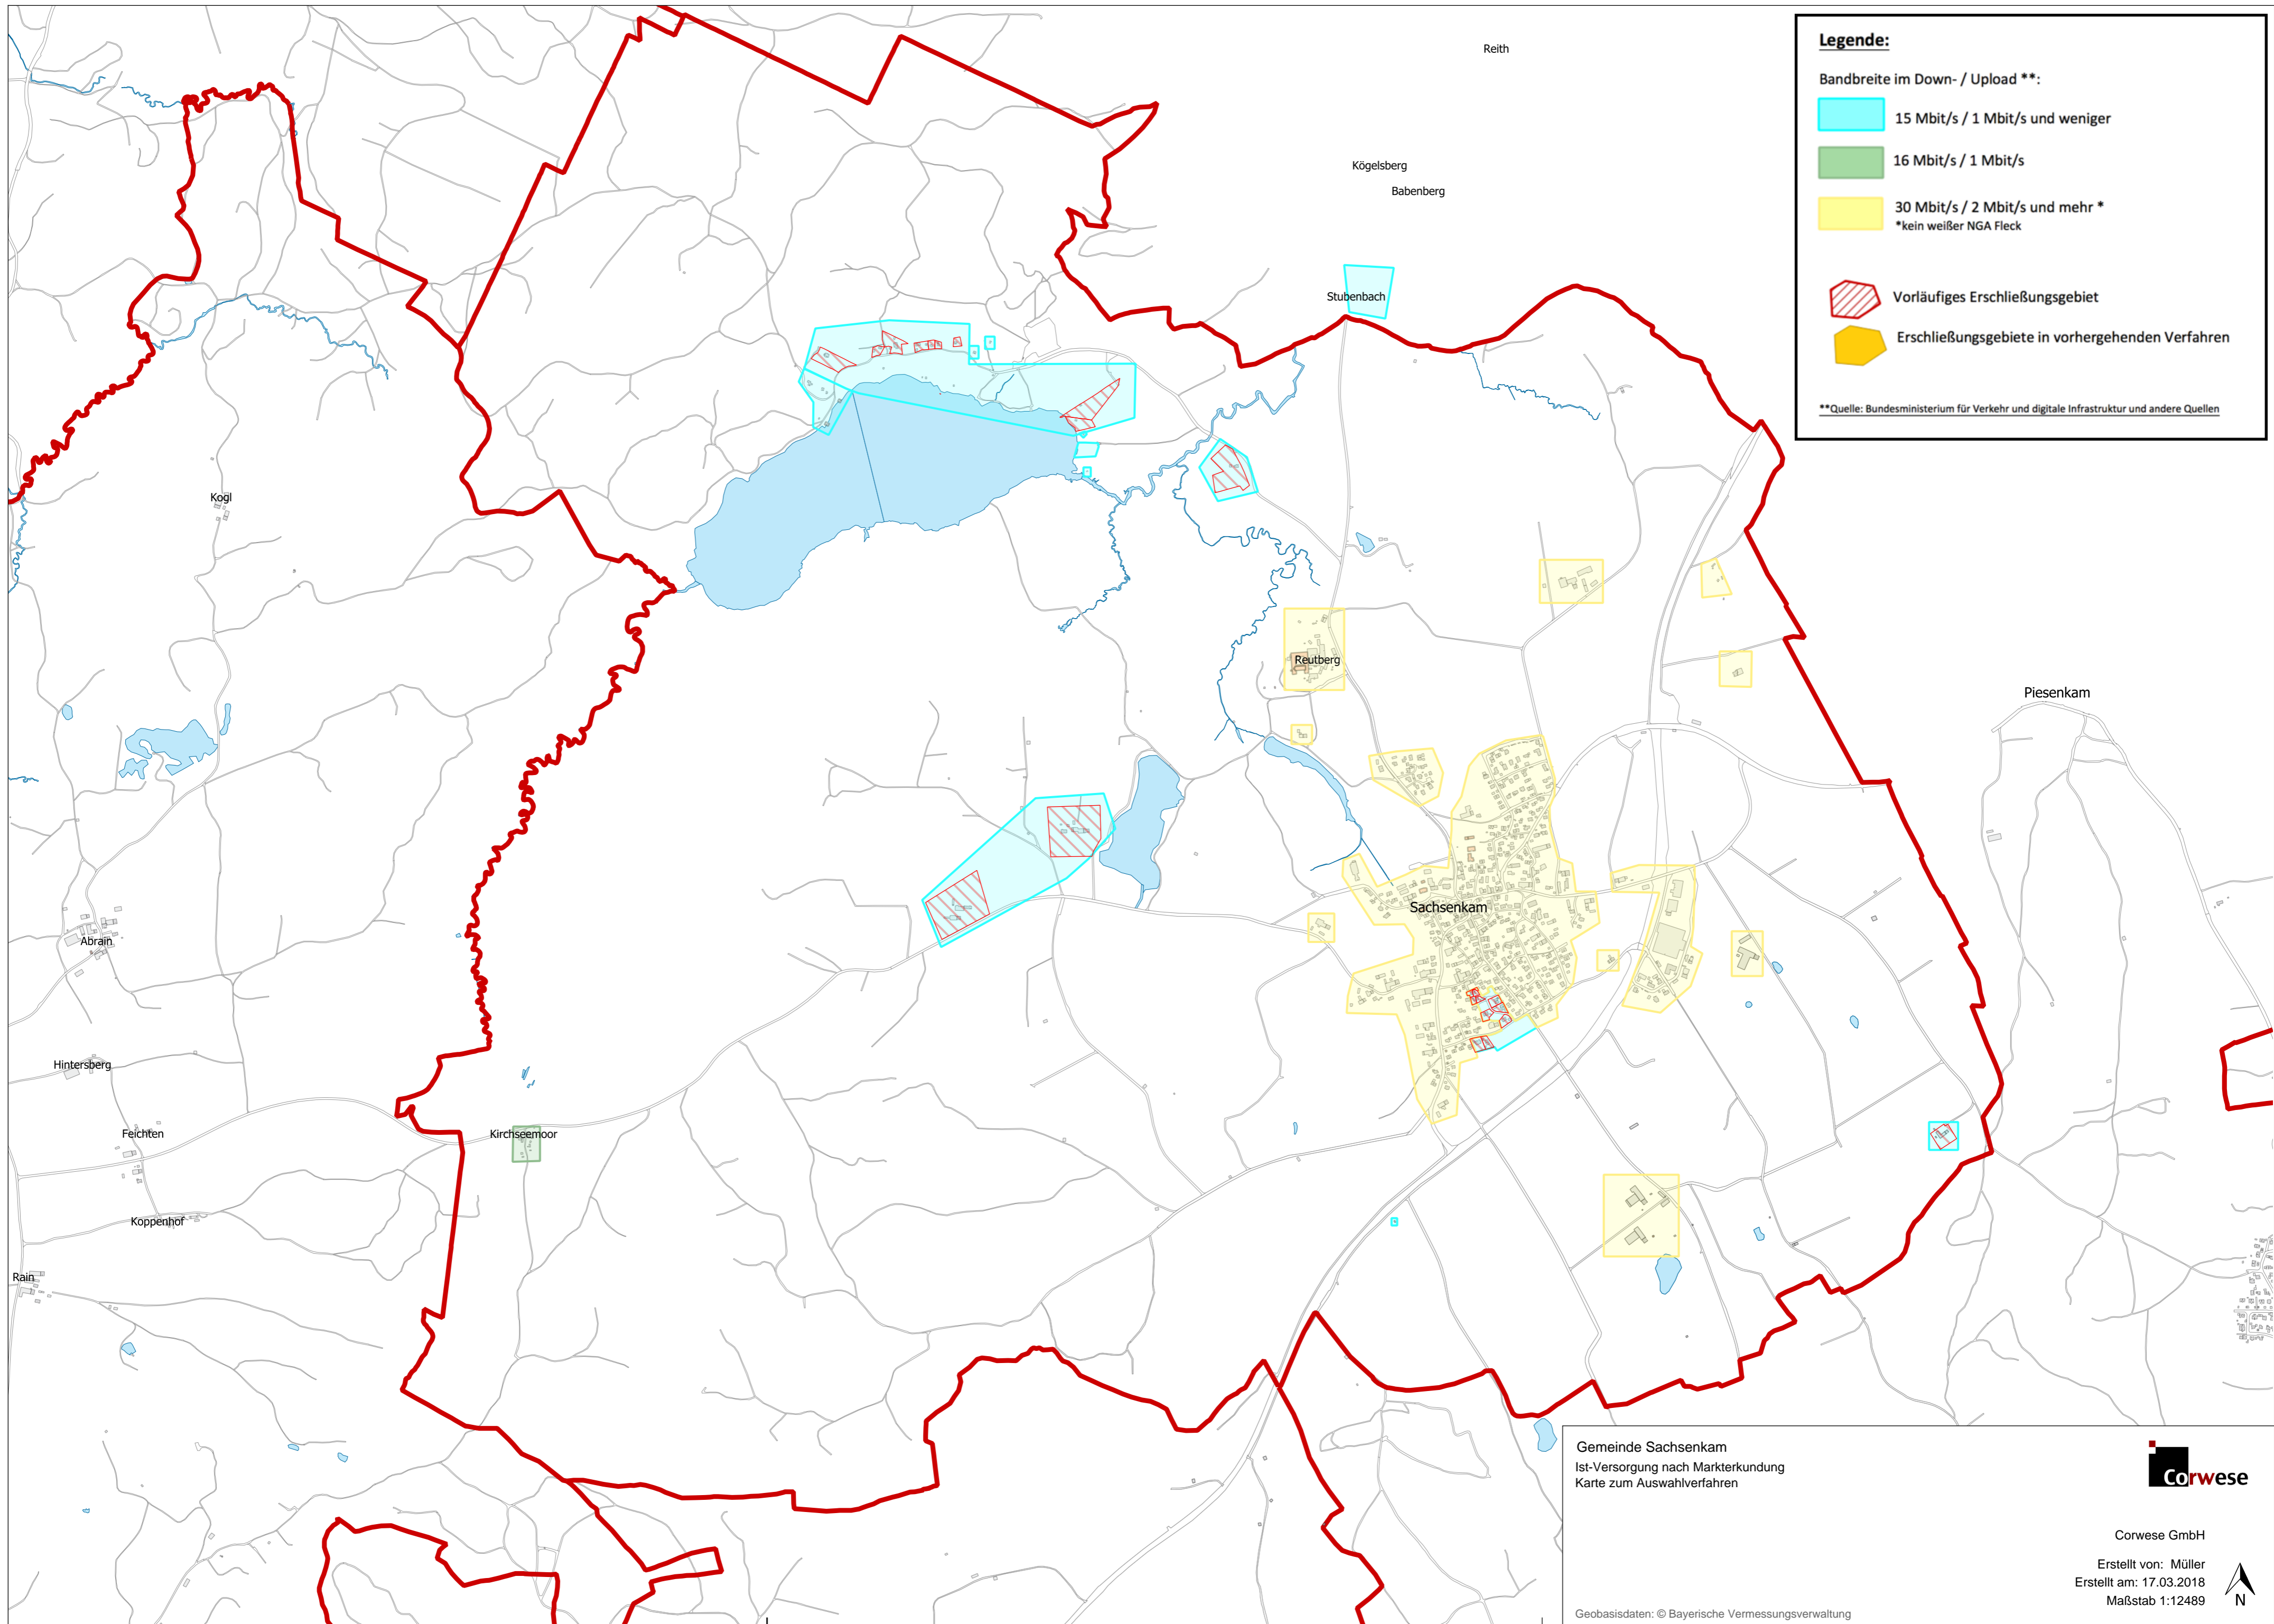 Legende:
Bandbreite im Down- / Upload **:
15 Mbit/s / 1 Mbit/s und weniger
16 Mbit/s / 1 Mbit/s
30 Mbit/s / 2 Mbit/s und mehr *
*kein weißer NGA Fleck
Vorläufiges Erschließungsgebiet
Erschließungsgebiete in vorhergehenden Verfahren
**Quelle: Bundesministerium für Verkehr und digitale Infrastruktur und andere Quellen
Reith
Kögelsberg
Babenberg
Stubenbach
Kogl
Reutberg
Piesenkam
Sachsenkam
Abrain
Hintersberg
Feichten
Kirchseemoor
Koppenhof
Rain
Gemeinde Sachsenkam
Ist-Versorgung nach Markterkundung
Karte zum Auswahlverfahren
Corwese
Corwese GmbH
Erstellt von: Müller
Erstellt am: 17.03.2018
Maßstab 1:12489
N
Geobasisdaten: © Bayerische Vermessungsverwaltung